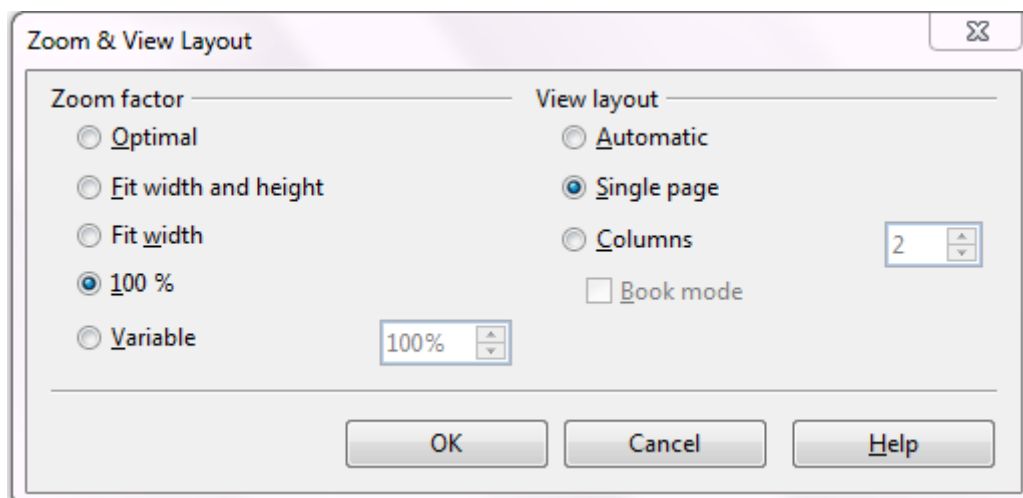 Zoom & View Layout
Zoom factor
Optimal
Fit width and height
Fit width
100 %
Variable
100%
View layout
Automatic
Single page
Columns
2
Book mode
OK
Cancel
Help